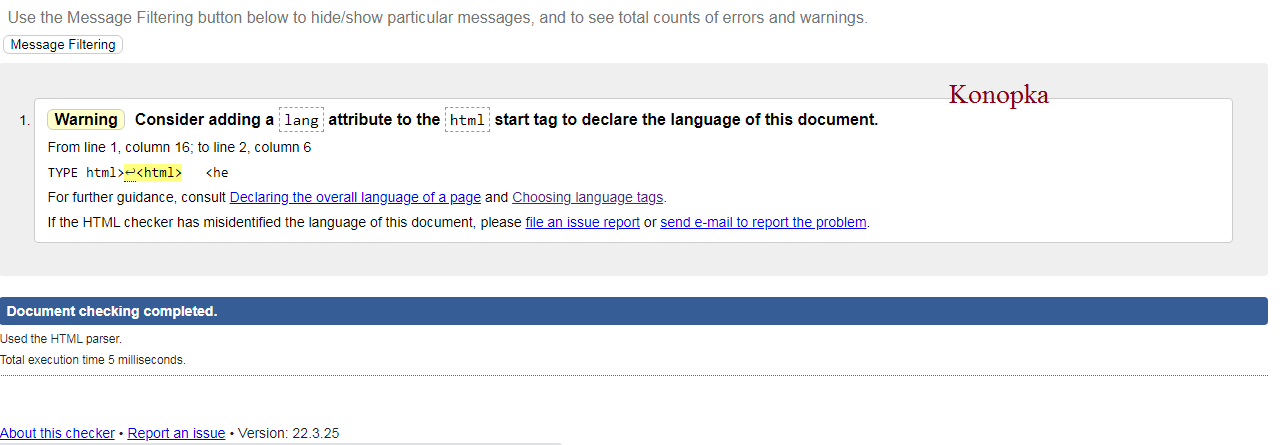 Use the Message Filtering button below to hide/show particular messages, and to see total counts of errors and warnings.
Message Filtering
Konopka
1. Warning Consider adding a lang attribute to the html start tag to declare the language of this document.
From line 1, column 16; to line 2, column 6
TYPE html>↩<html> <he
For further guidance, consult Declaring the overall language of a page and Choosing language tags.
If the HTML checker has misidentified the language of this document, please file an issue report or send e-mail to report the problem.
Document checking completed.
Used the HTML parser.
Total execution time 5 milliseconds.
About this checker • Report an issue • Version: 22.3.25